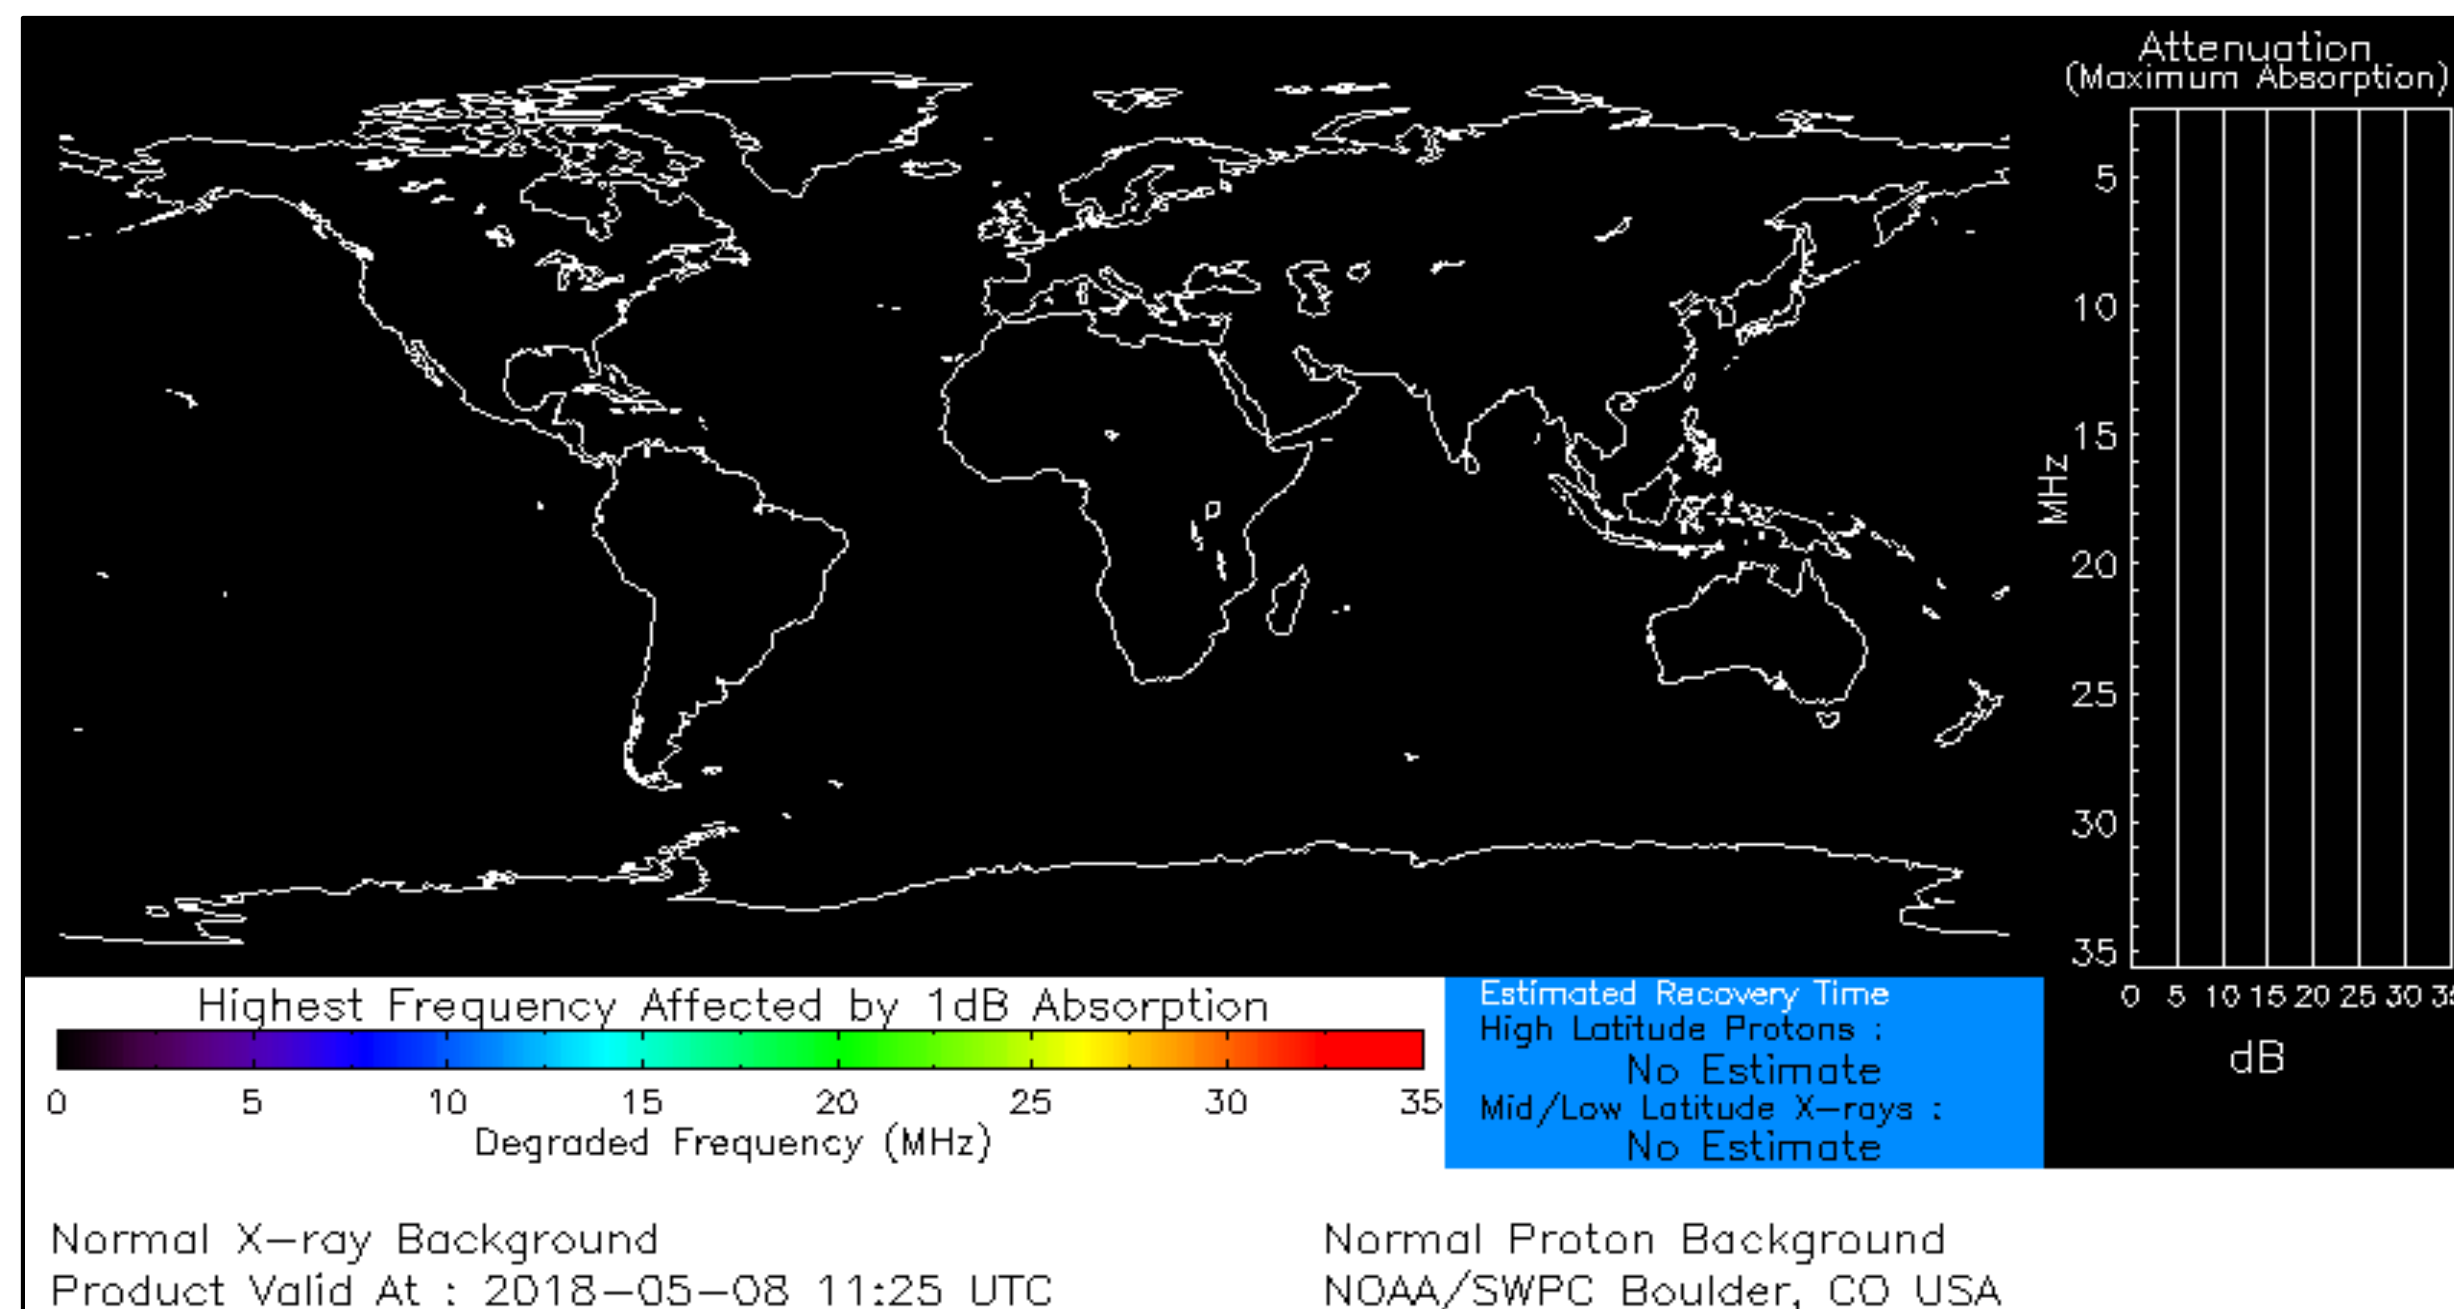 Attenuation
(Maximum Absorption)
5
10
15
20
25
30
35
MHz
0 5 10 15 20 25 30
dB
Highest Frequency Affected by 1dB Absorption
0 5 10 15 20 25 30 35
Degraded Frequency (MHz)
Estimated Recovery Time
High Latitude Protons :
No Estimate
Mid/Low Latitude X-rays :
No Estimate
Normal X-ray Background
Normal Proton Background
Product Valid At : 2018-05-08 11:25 UTC
NOAA/SWPC Boulder, CO USA